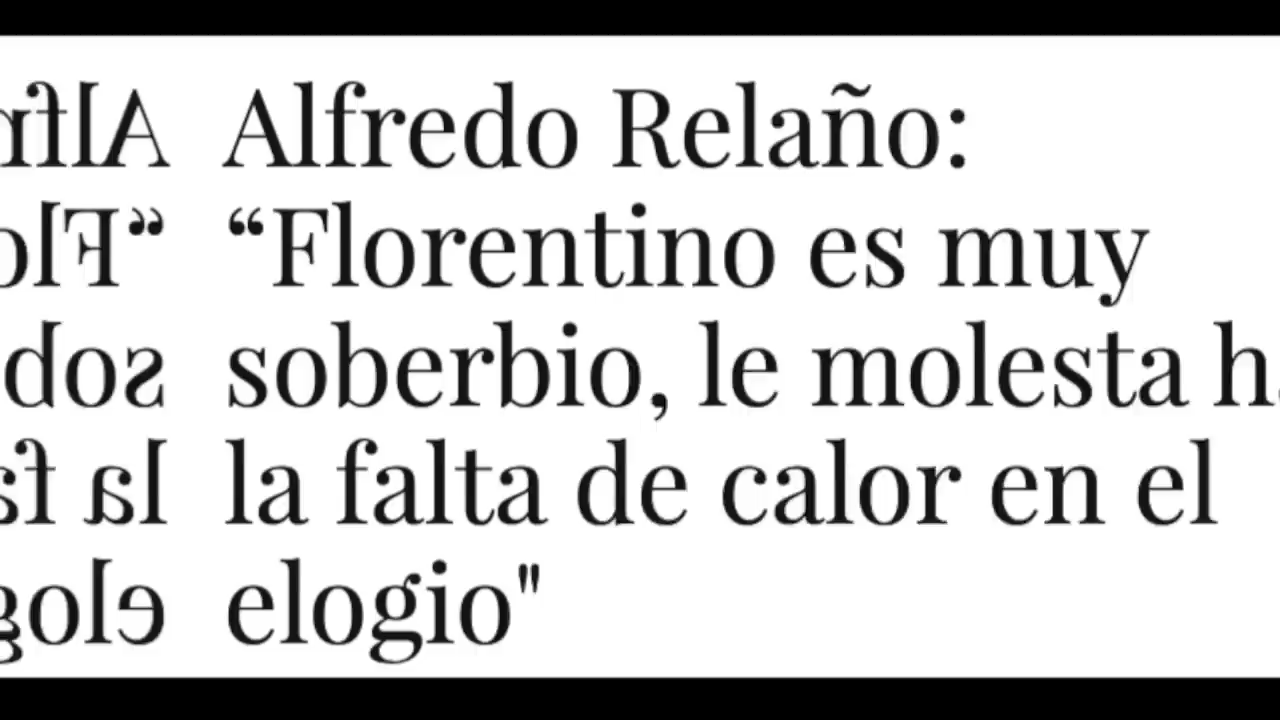 Alfredo Relaño:
“Florentino es muy
soberbio, le molesta
la falta de calor en el
elogio"